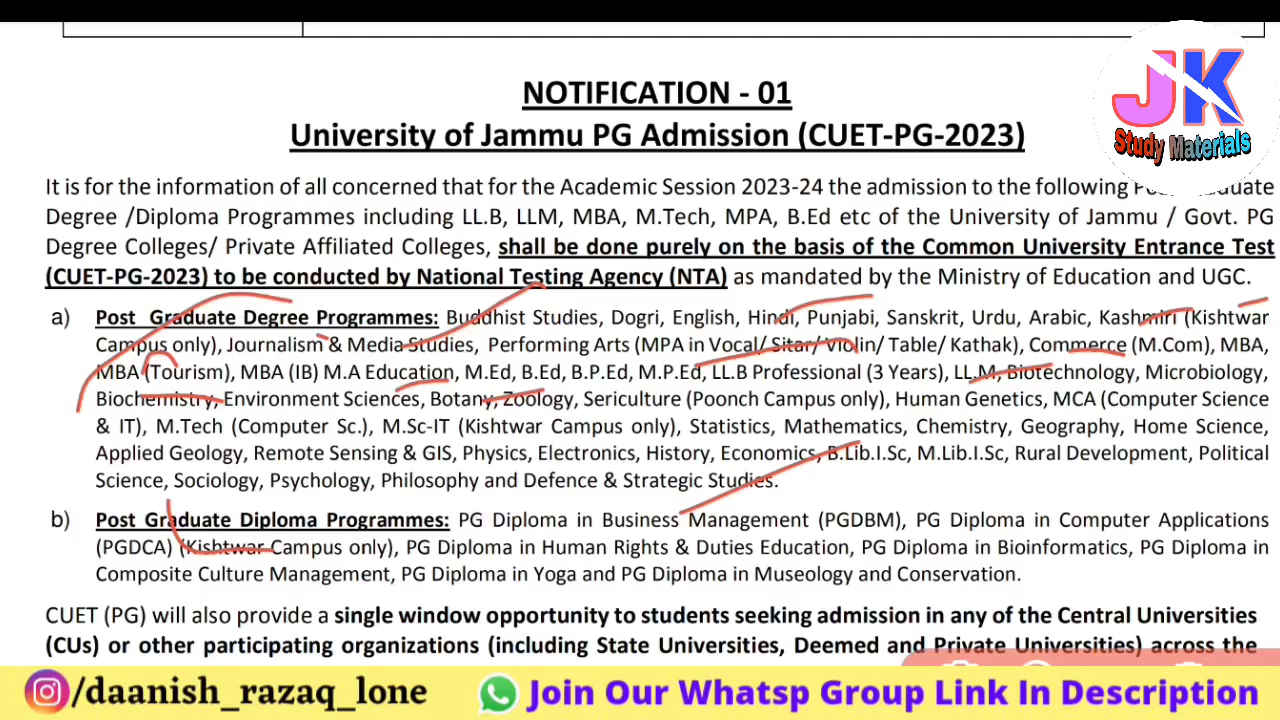 NOTIFICATION - 01
University of Jammu PG Admission (CUET-PG-2023)
JK
Study Materials
It is for the information of all concerned that for the Academic Session 2023-24 the admission to the following
Degree /Diploma Programmes including LL.B, LLM, MBA, M.Tech, MPA, B.Ed etc of the University of Jammu / Govt. PG
Degree Colleges/ Private Affiliated Colleges, shall be done purely on the basis of the Common University Entrance Test
(CUET-PG-2023) to be conducted by National Testing Agency (NTA) as mandated by the Ministry of Education and UGC.
a) Post Graduate Degree Programmes: Buddhist Studies, Dogri, English, Hindi, Punjabi, Sanskrit, Urdu, Arabic, Kashmiri (Kishtwar
Campus only), Journalism & Media Studies, Performing Arts (MPA in Vocal/ Sitar/ Violin/ Table/ Kathak), Commerce (M.Com), MBA,
MBA (Tourism), MBA (IB) M.A Education, M.Ed, B.Ed, B.P.Ed, M.P.Ed, LL.B Professional (3 Years), LL.M, Biotechnology, Microbiology,
Biochemistry, Environment Sciences, Botany, Zoology, Sericulture (Poonch Campus only), Human Genetics, MCA (Computer Science
& IT), M.Tech (Computer Sc.), M.Sc-IT (Kishtwar Campus only), Statistics, Mathematics, Chemistry, Geography, Home Science,
Applied Geology, Remote Sensing & GIS, Physics, Electronics, History, Economics, B.Lib.I.Sc, M.Lib.I.Sc, Rural Development, Political
Science, Sociology, Psychology, Philosophy and Defence & Strategic Studies.
b) Post Graduate Diploma Programmes: PG Diploma in Business Management (PGDBM), PG Diploma in Computer Applications
(PGDCA) (Kishtwar Campus only), PG Diploma in Human Rights & Duties Education, PG Diploma in Bioinformatics, PG Diploma in
Composite Culture Management, PG Diploma in Yoga and PG Diploma in Museology and Conservation.
CUET (PG) will also provide a single window opportunity to students seeking admission in any of the Central Universities
(CUs) or other participating organizations (including State Universities, Deemed and Private Universities) across the
/daanish_razaq_lone Join Our Whatsp Group Link In Description